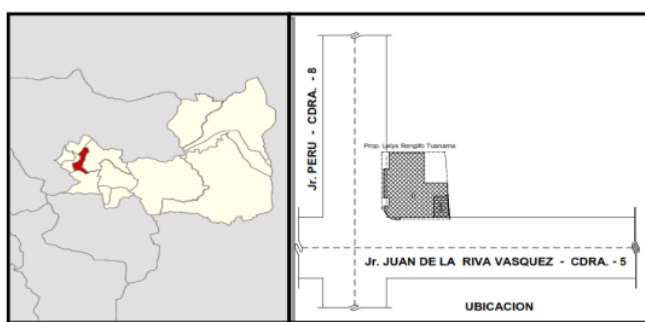 Jr. PERU - CDRA. - 8
Prop. Leiys Rengifo Tuanama
Jr. JUAN DE LA RIVA VASQUEZ - CDRA. - 5
UBICACION